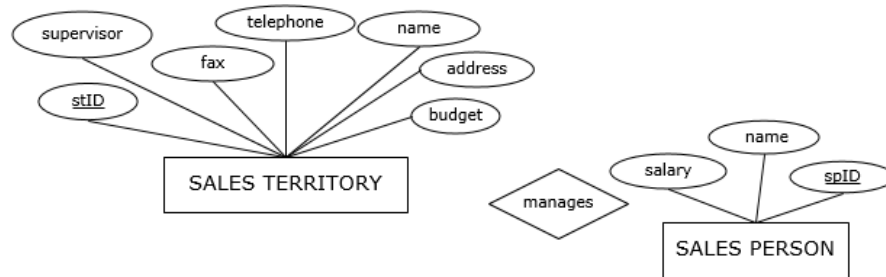 telephone
supervisor
name
fax
address
stID
budget
SALES TERRITORY
name
salary
spID
manages
SALES PERSON